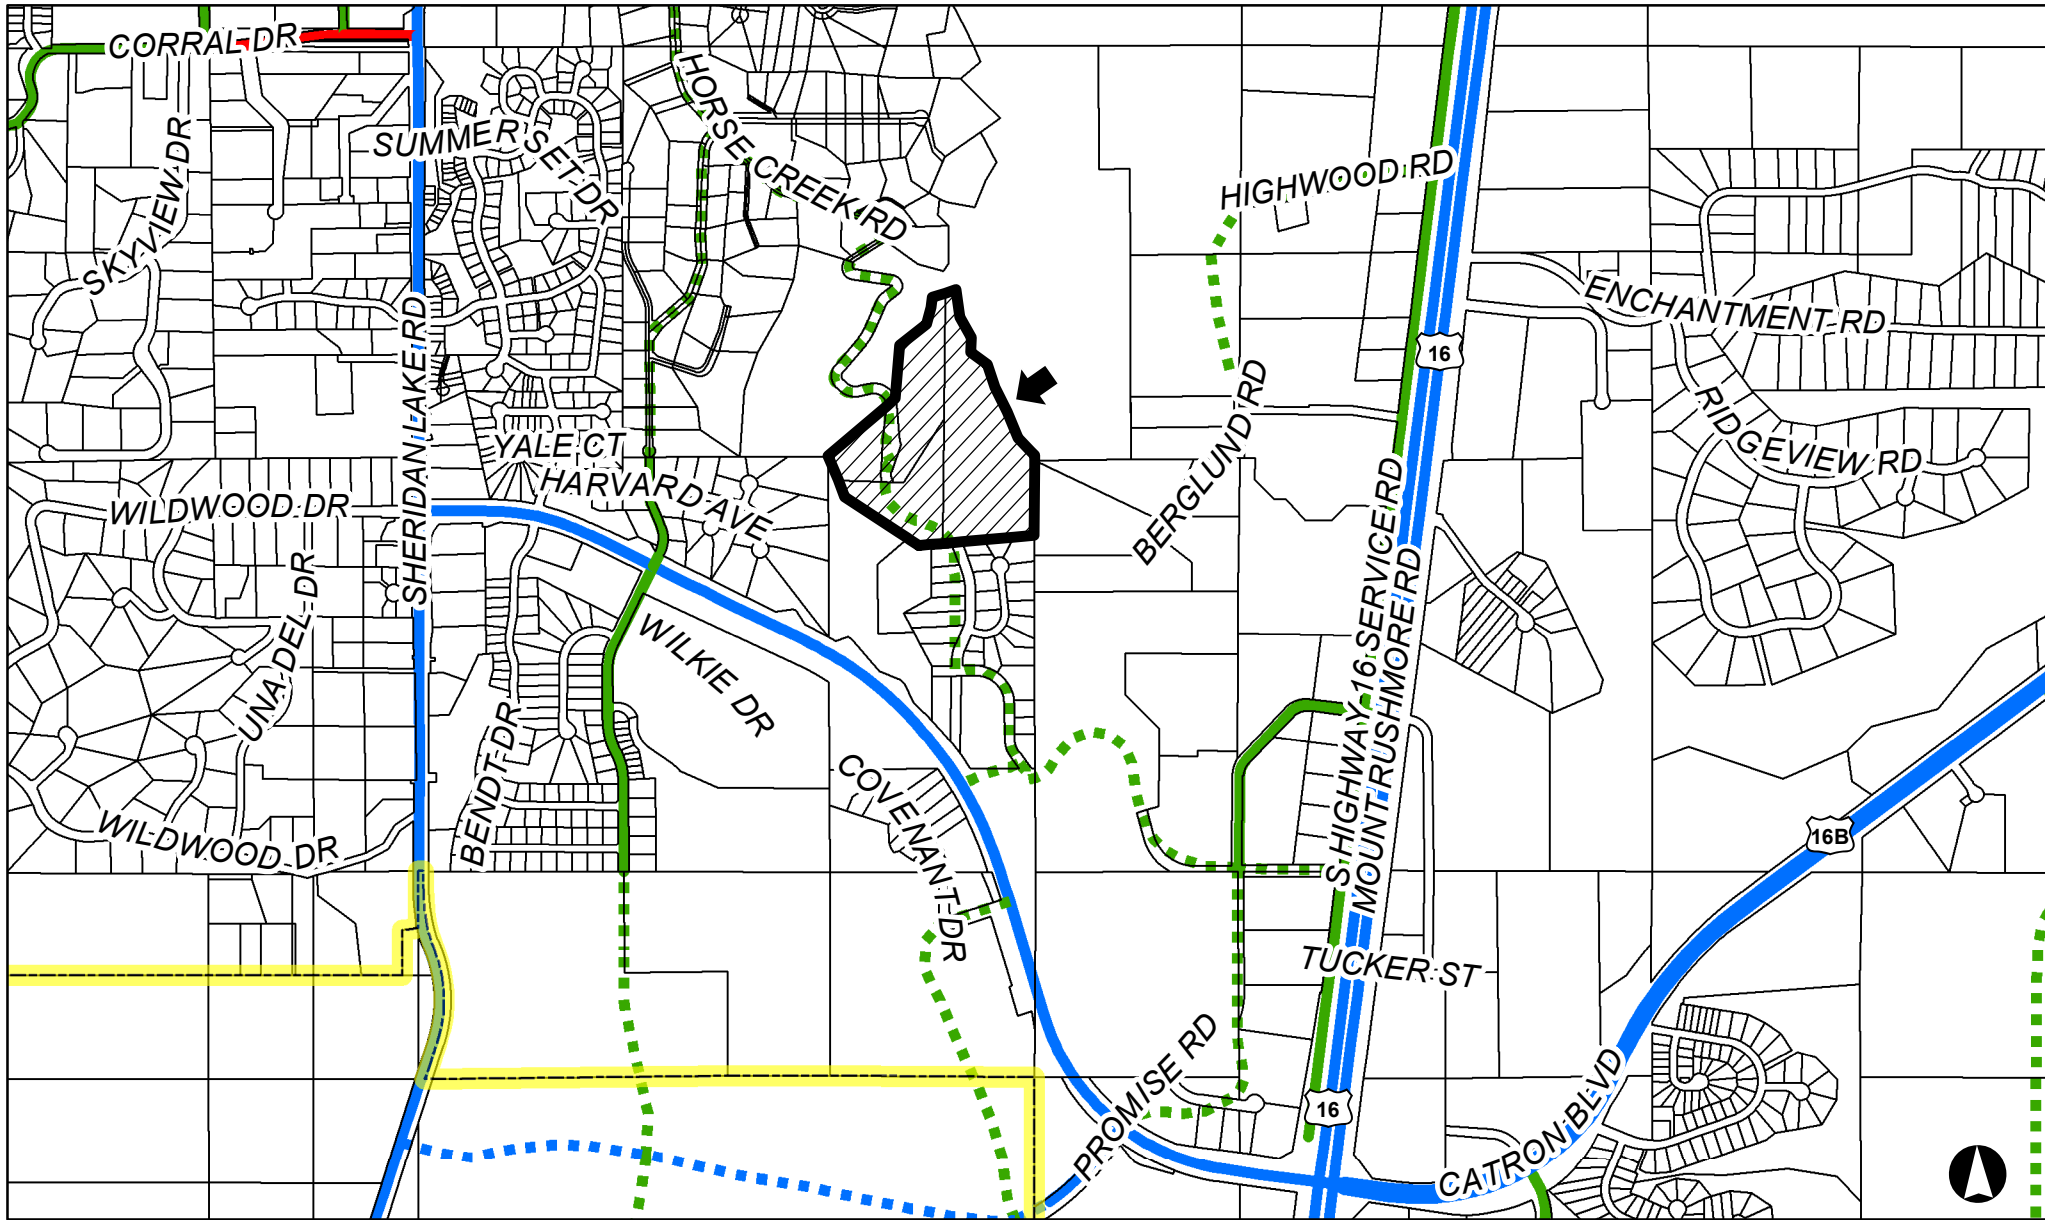 CORRAL DR
SUMMER SET DR
HORSE CREEK RD
HIGHWOOD RD
SKYVIEW DR
ENCHANTMENT RD
SHERIDAN LAKE RD
16
BERGLUND RD
RIDGEVIEW RD
YALE CT
HARVARD AVE
WILDWOOD DR
S HIGHWAY 16 SERVICE RD
MOUNT RUSHMORE RD
UNA DEL DR
WILKIE DR
BENDT DR
COVENANT DR
WILDWOOD DR
16B
TUCKER ST
PROMISE RD
16
CATRON BLVD